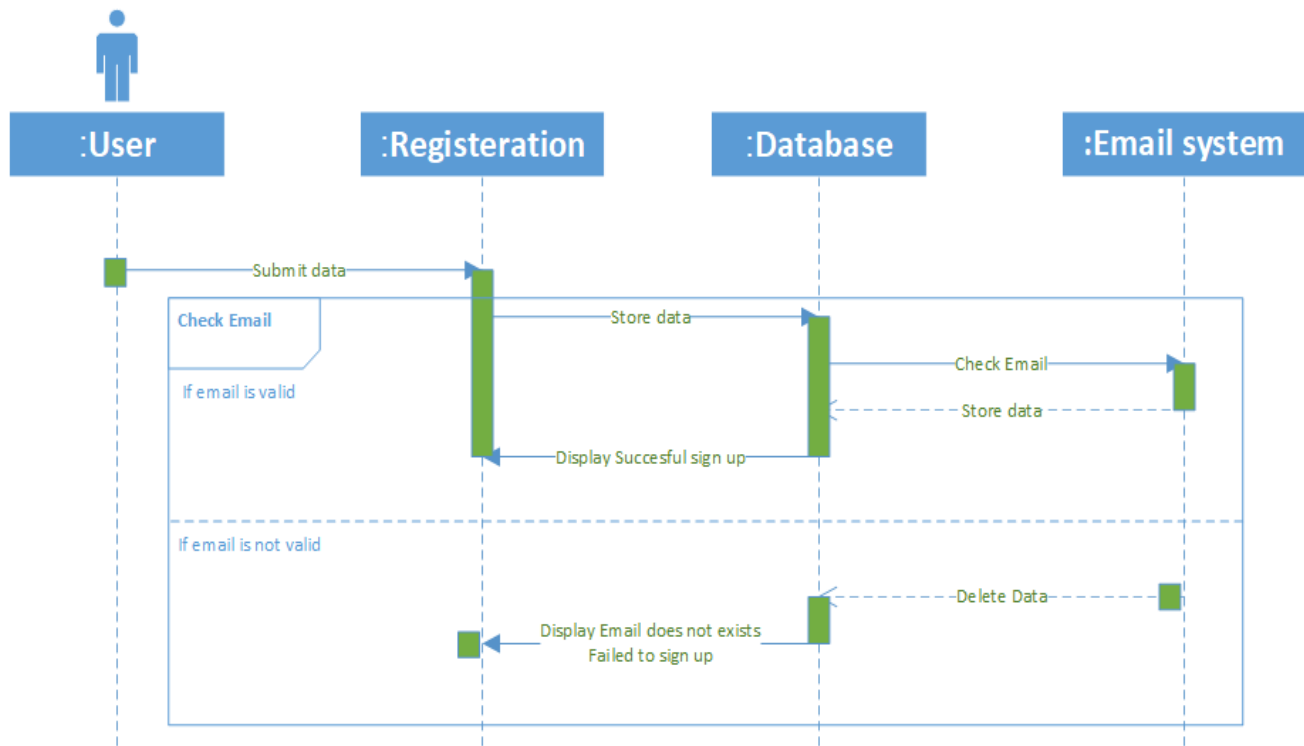 :User
:Registeration
:Database
:Email system
Submit data
Check Email
Store data
Check Email
If email is valid
Store data
Display Succesful sign up
If email is not valid
Delete Data
Display Email does not exists
Failed to sign up